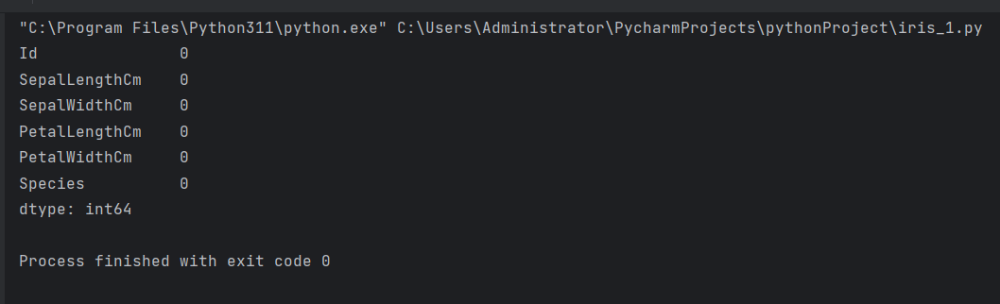 "C:\Program Files\Python311\python.exe" C:\Users\Administrator\PycharmProjects\pythonProject\iris_1.py
Id               0
SepalLengthCm    0
SepalWidthCm     0
PetalLengthCm    0
PetalWidthCm     0
Species          0
dtype: int64
Process finished with exit code 0